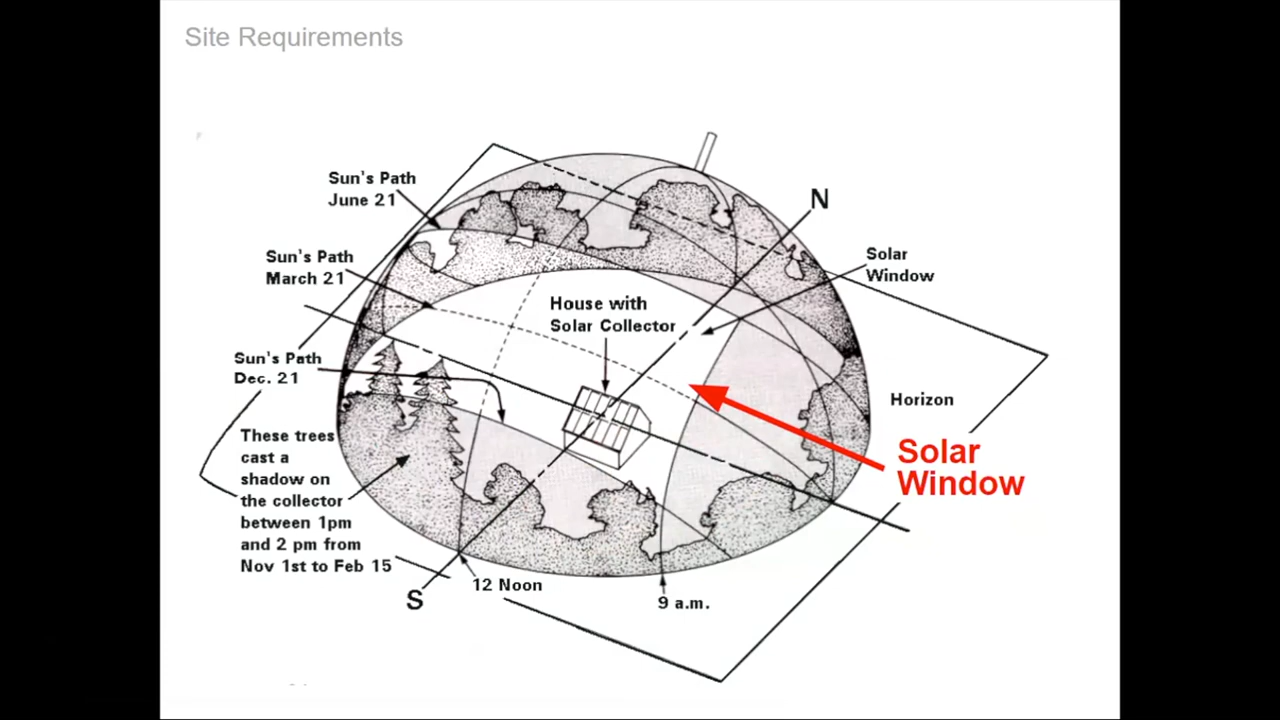 Site Requirements
Sun's Path
June 21
N
Sun's Path
March 21
Solar
Window
House with
Solar Collector
Sun's Path
Dec. 21
Horizon
These trees
cast a
shadow on
the collector
between 1pm
and 2 pm from
Nov 1st to Feb 15
Solar
Window
S
12 Noon
9 a.m.